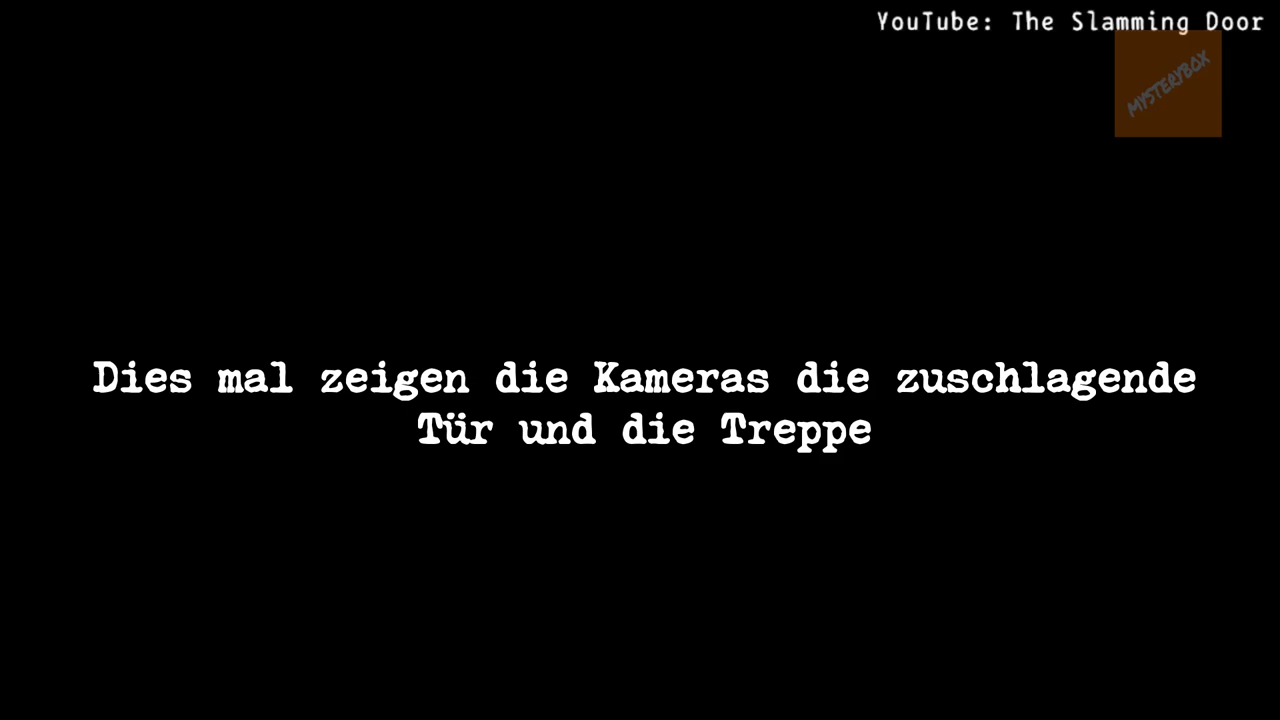 YouTube: The Slamming Door
MYSTERYBOX
Dies mal zeigen die Kameras die zuschlagende
Tür und die Treppe